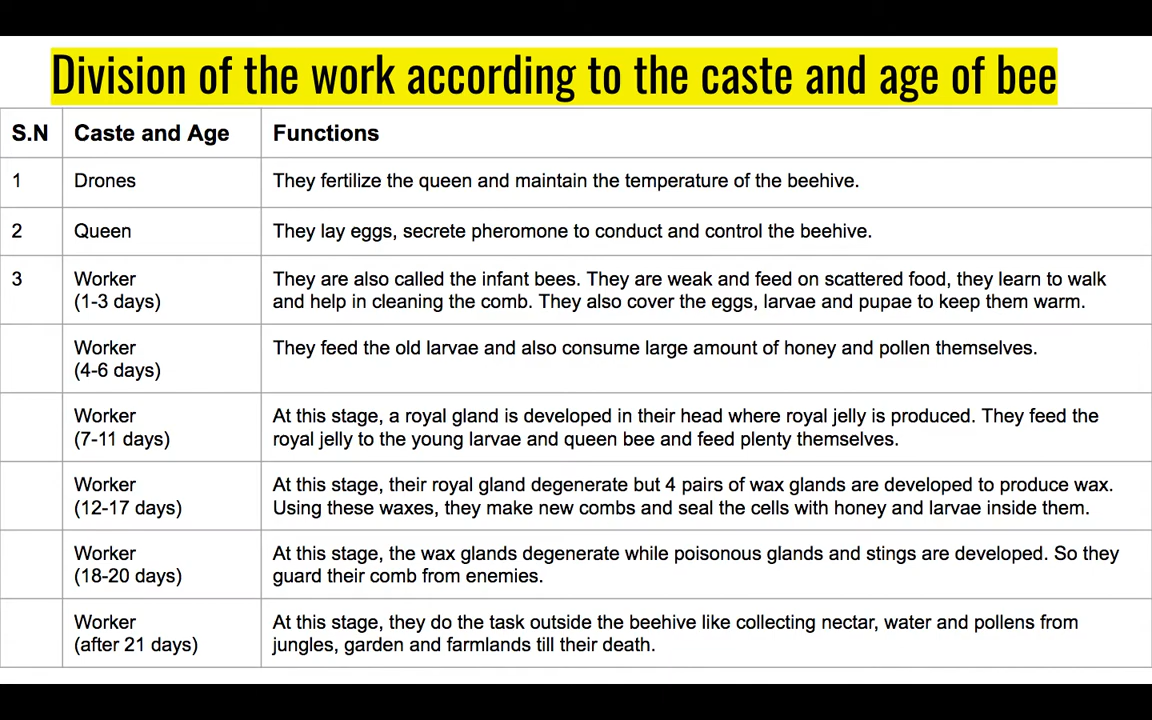 Division of the work according to the caste and age of bee
S.N Caste and Age Functions
1 Drones They fertilize the queen and maintain the temperature of the beehive.
2 Queen They lay eggs, secrete pheromone to conduct and control the beehive.
3 Worker They are also called the infant bees. They are weak and feed on scattered food, they learn to walk
(1-3 days) and help in cleaning the comb. They also cover the eggs, larvae and pupae to keep them warm.
Worker They feed the old larvae and also consume large amount of honey and pollen themselves.
(4-6 days)
Worker At this stage, a royal gland is developed in their head where royal jelly is produced. They feed the
(7-11 days) royal jelly to the young larvae and queen bee and feed plenty themselves.
Worker At this stage, their royal gland degenerate but 4 pairs of wax glands are developed to produce wax.
(12-17 days) Using these waxes, they make new combs and seal the cells with honey and larvae inside them.
Worker At this stage, the wax glands degenerate while poisonous glands and stings are developed. So they
(18-20 days) guard their comb from enemies.
Worker At this stage, they do the task outside the beehive like collecting nectar, water and pollens from
(after 21 days) jungles, garden and farmlands till their death.